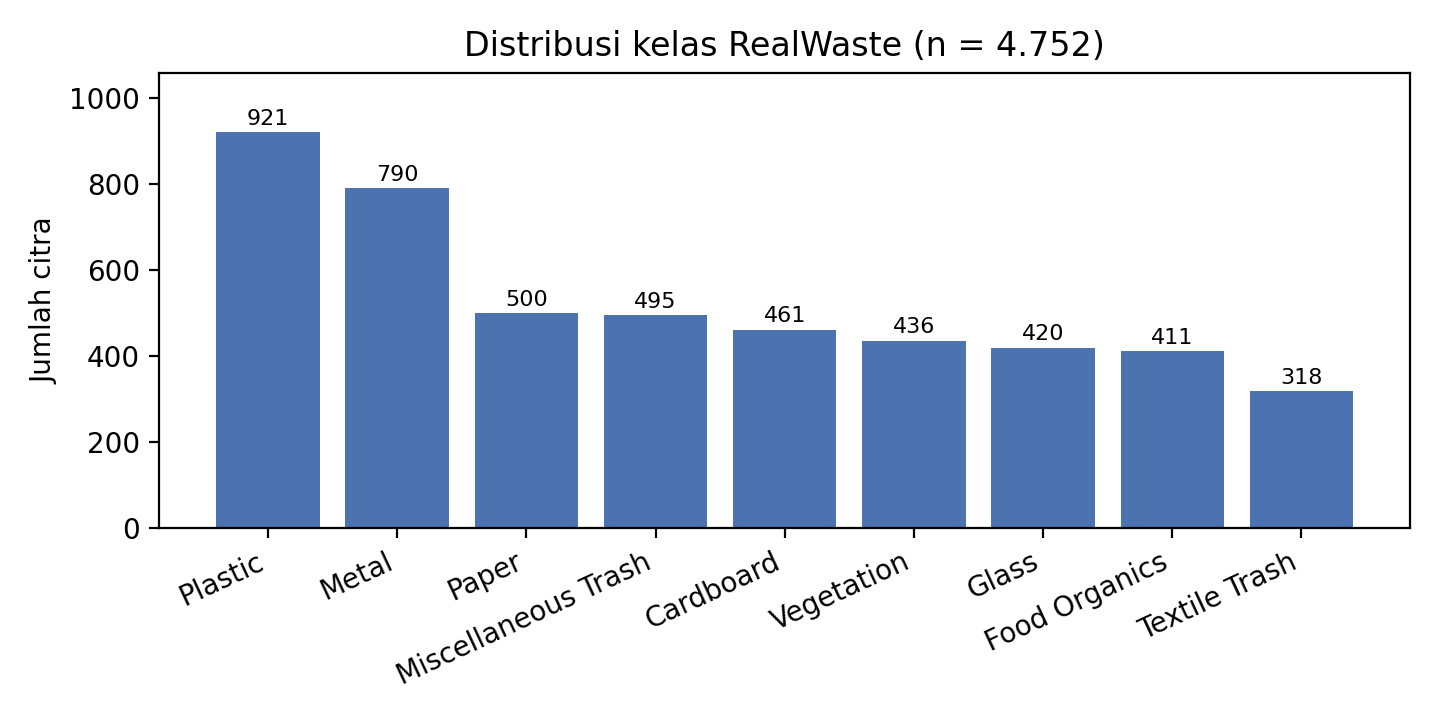 Distribusi kelas RealWaste (n = 4.752)
Jumlah citra
1000
800
600
400
200
0
921
790
500
495
461
436
420
411
318
Plastic
Metal
Paper
Miscellaneous Trash
Cardboard
Vegetation
Glass
Food Organics
Textile Trash